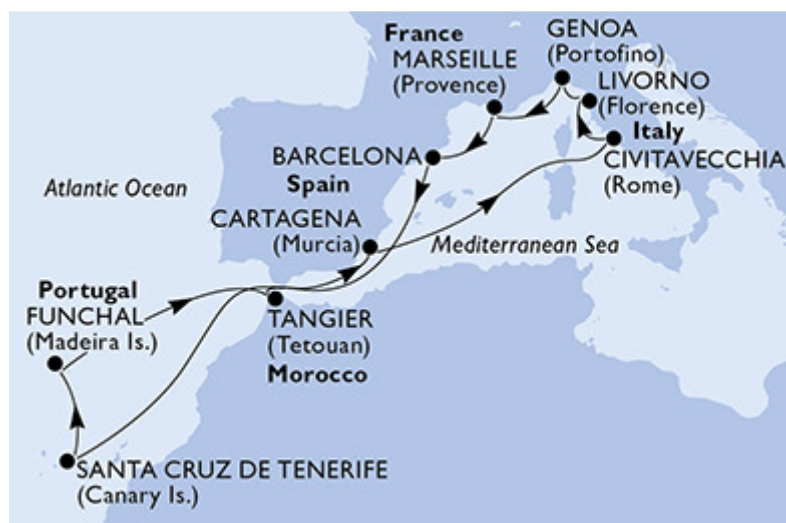 France
MARSEILLE
(Provence)
GENOA
(Portofino)
LIVORNO
(Florence)
Italy
CIVITAVECCHIA
(Rome)
BARCELONA
Spain
Atlantic Ocean
CARTAGENA
(Murcia)
Mediterranean Sea
Portugal
FUNCHAL
(Madeira Is.)
TANGIER
(Tetouan)
Morocco
SANTA CRUZ DE TENERIFE
(Canary Is.)